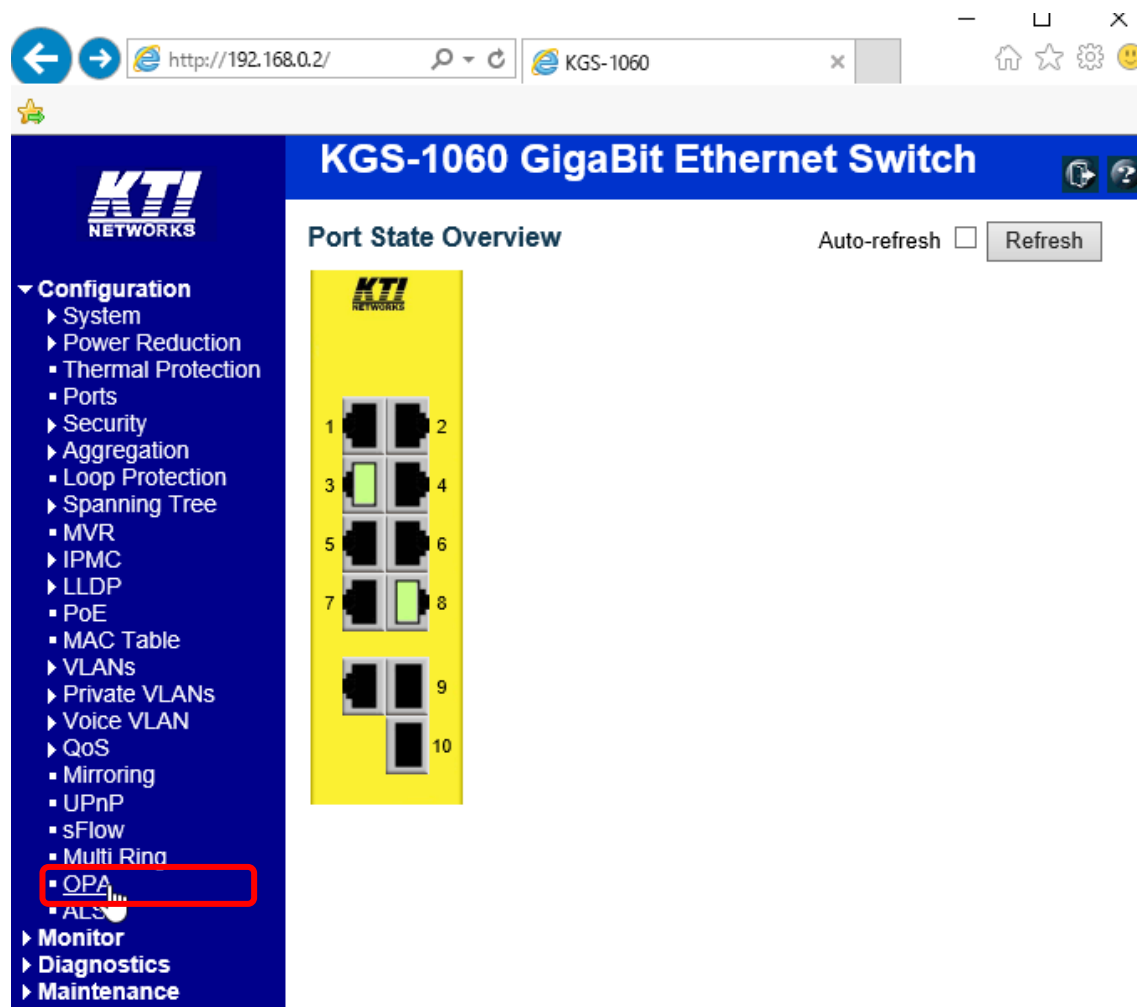 http://192.168.0.2/
KGS-1060
KTI
NETWORKS
KGS-1060 GigaBit Ethernet Switch
Port State Overview
Auto-refresh
Refresh
Configuration
System
Power Reduction
Thermal Protection
Ports
Security
Aggregation
Loop Protection
Spanning Tree
MVR
IPMC
LLDP
PoE
MAC Table
VLANs
Private VLANs
Voice VLAN
QoS
Mirroring
UPnP
sFlow
Multi Ring
OPA
ALS
Monitor
Diagnostics
Maintenance
KTI
NETWORKS
1 2
3 4
5 6
7 8
9
10